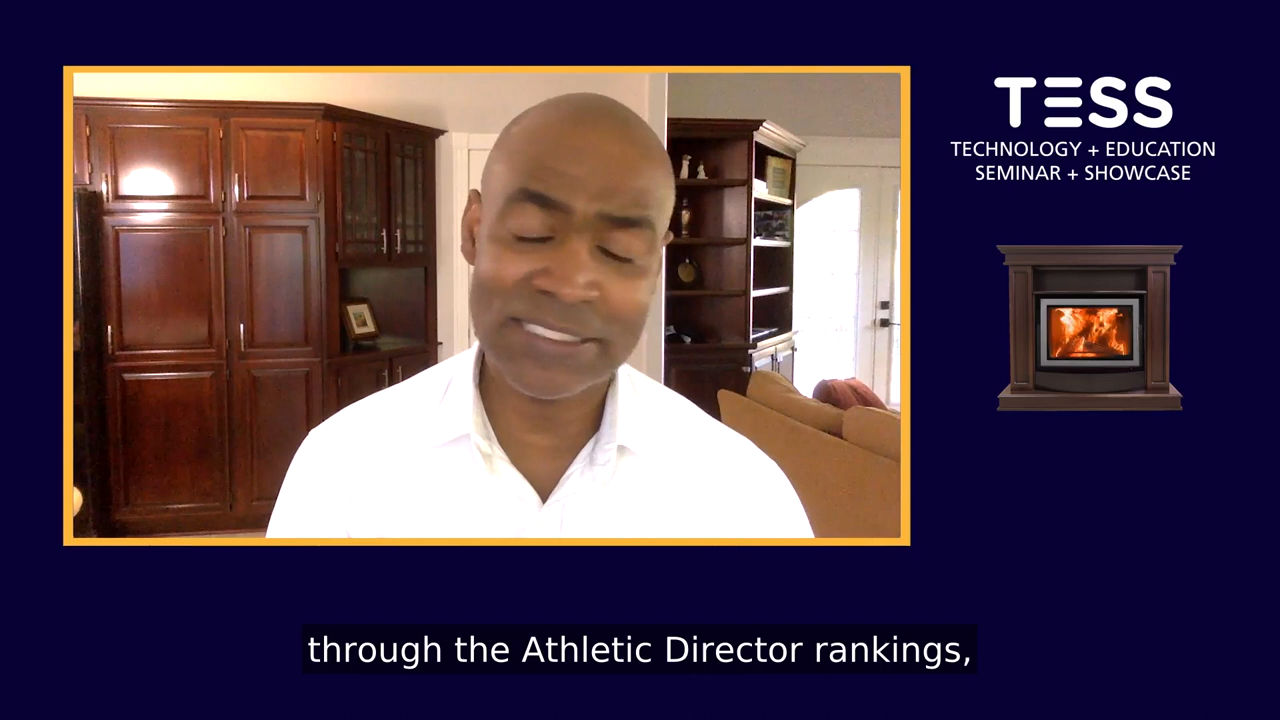 TESS
TECHNOLOGY + EDUCATION
SEMINAR + SHOWCASE
through the Athletic Director rankings,